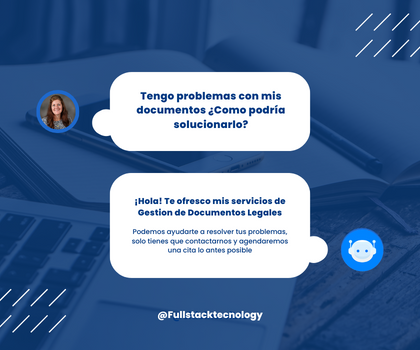 Tengo problemas con mis
documentos ¿Como podría
solucionarlo?
¡Hola! Te ofresco mis servicios de
Gestion de Documentos Legales
Podemos ayudarte a resolver tus problemas,
solo tienes que contactarnos y agendaremos
una cita lo antes posible
@Fullstacktecnology